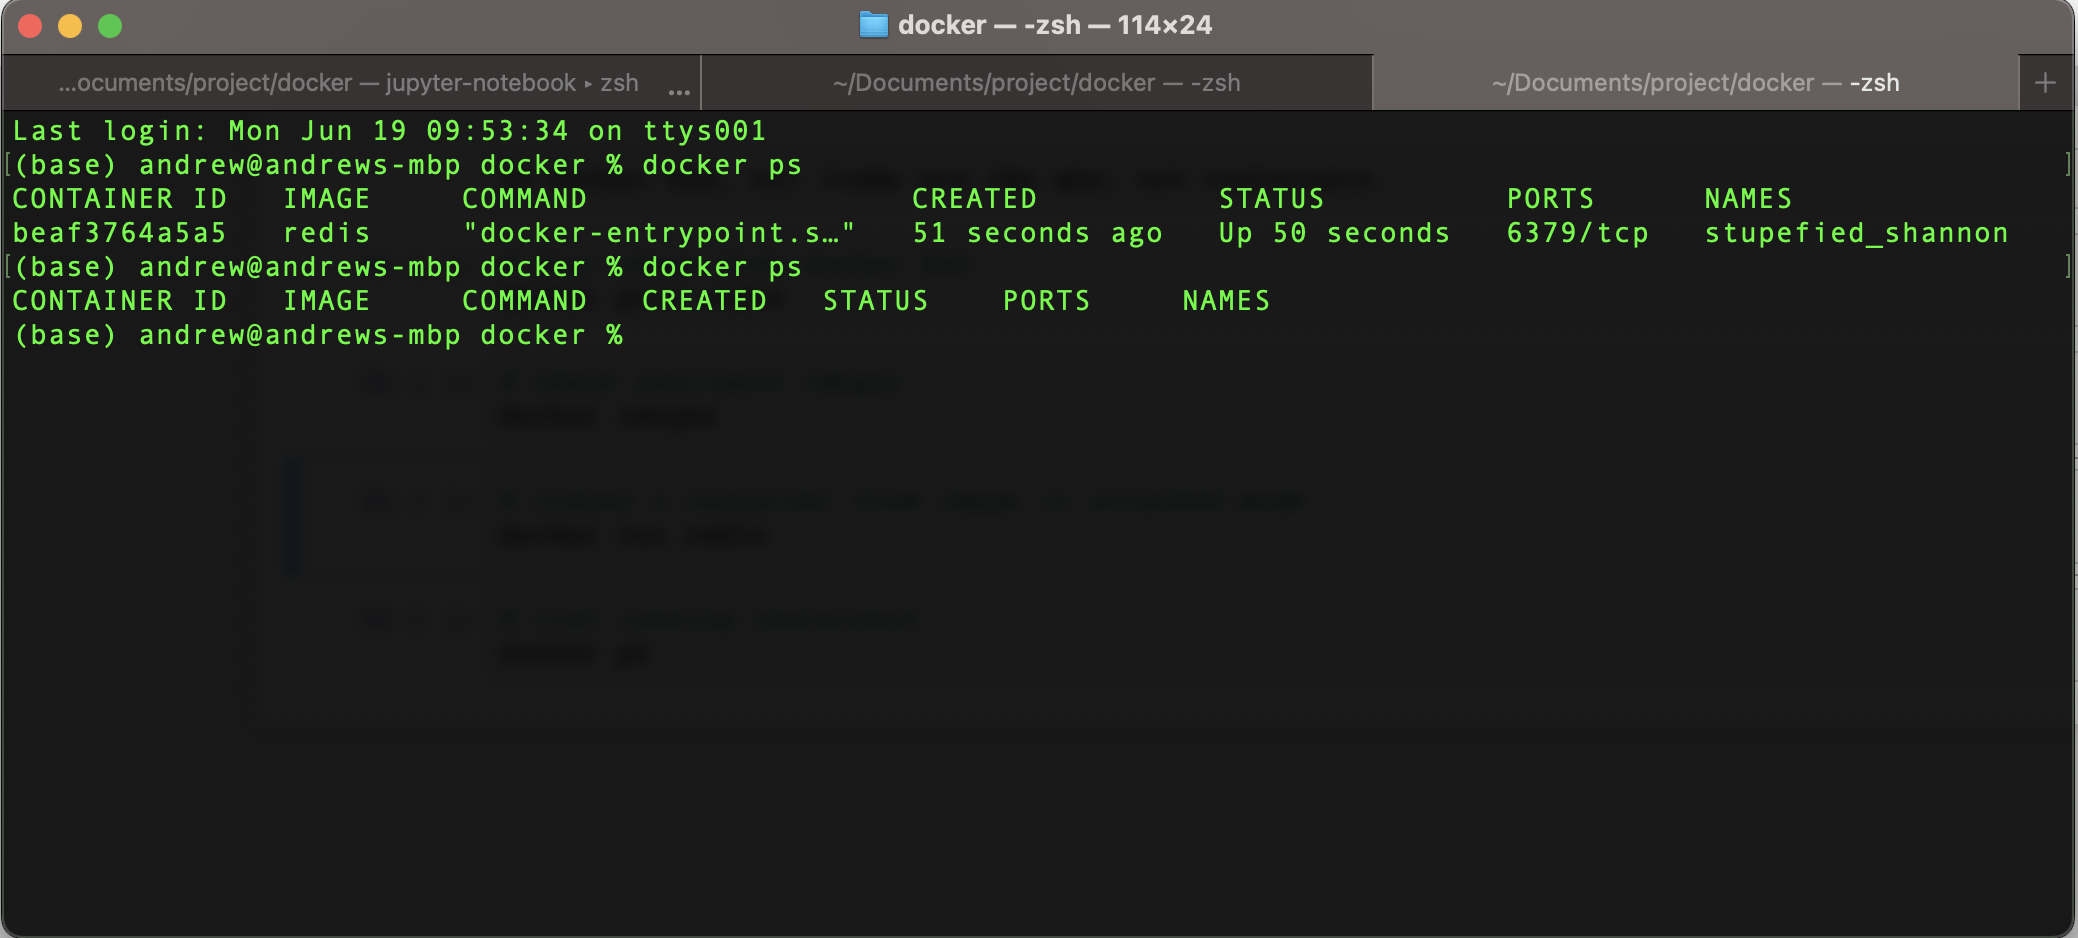 docker — -zsh — 114×24
...ocuments/project/docker — jupyter-notebook ▸ zsh ... ~/Documents/project/docker — -zsh ~/Documents/project/docker — -zsh +
Last login: Mon Jun 19 09:53:34 on ttys001
[(base) andrew@andrews-mbp docker % docker ps ]
CONTAINER ID IMAGE COMMAND CREATED STATUS PORTS NAMES
beaf3764a5a5 redis "docker-entrypoint.s…" 51 seconds ago Up 50 seconds 6379/tcp stupefied_shannon
[(base) andrew@andrews-mbp docker % docker ps ]
CONTAINER ID IMAGE COMMAND CREATED STATUS PORTS NAMES
(base) andrew@andrews-mbp docker %